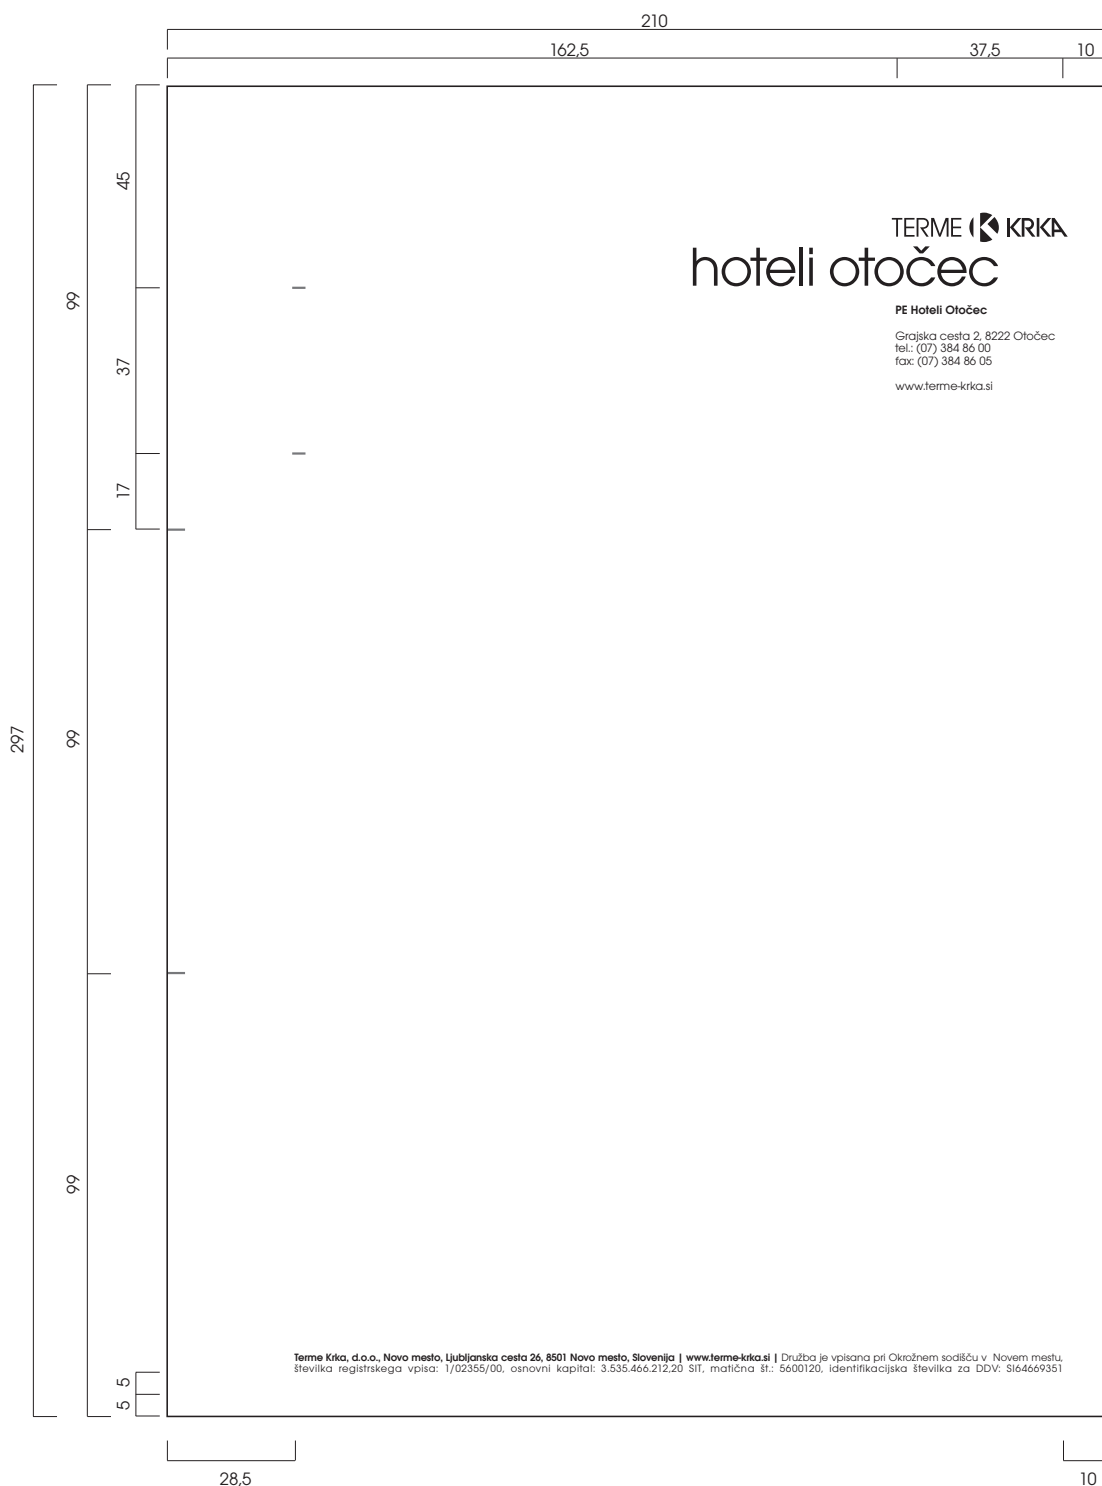 210
162,5
37,5
10
45
99
37
17
297
99
99
5
5
28,5
10
TERME KRKA
hoteli otočec
PE Hoteli Otočec
Grajska cesta 2, 8222 Otočec
tel.: (07) 384 86 00
fax: (07) 384 86 05
www.terme-krka.si
Terme Krka, d.o.o., Novo mesto, Ljubljanska cesta 26, 8501 Novo mesto, Slovenija | www.terme-krka.si | Družba je vpisana pri Okrožnem sodišču v Novem mestu,
številka registrskega vpisa: 1/02355/00, osnovni kapital: 3.535.466.212,20 SIT, matična št.: 5600120, identifikacijska številka za DDV: SI64669351